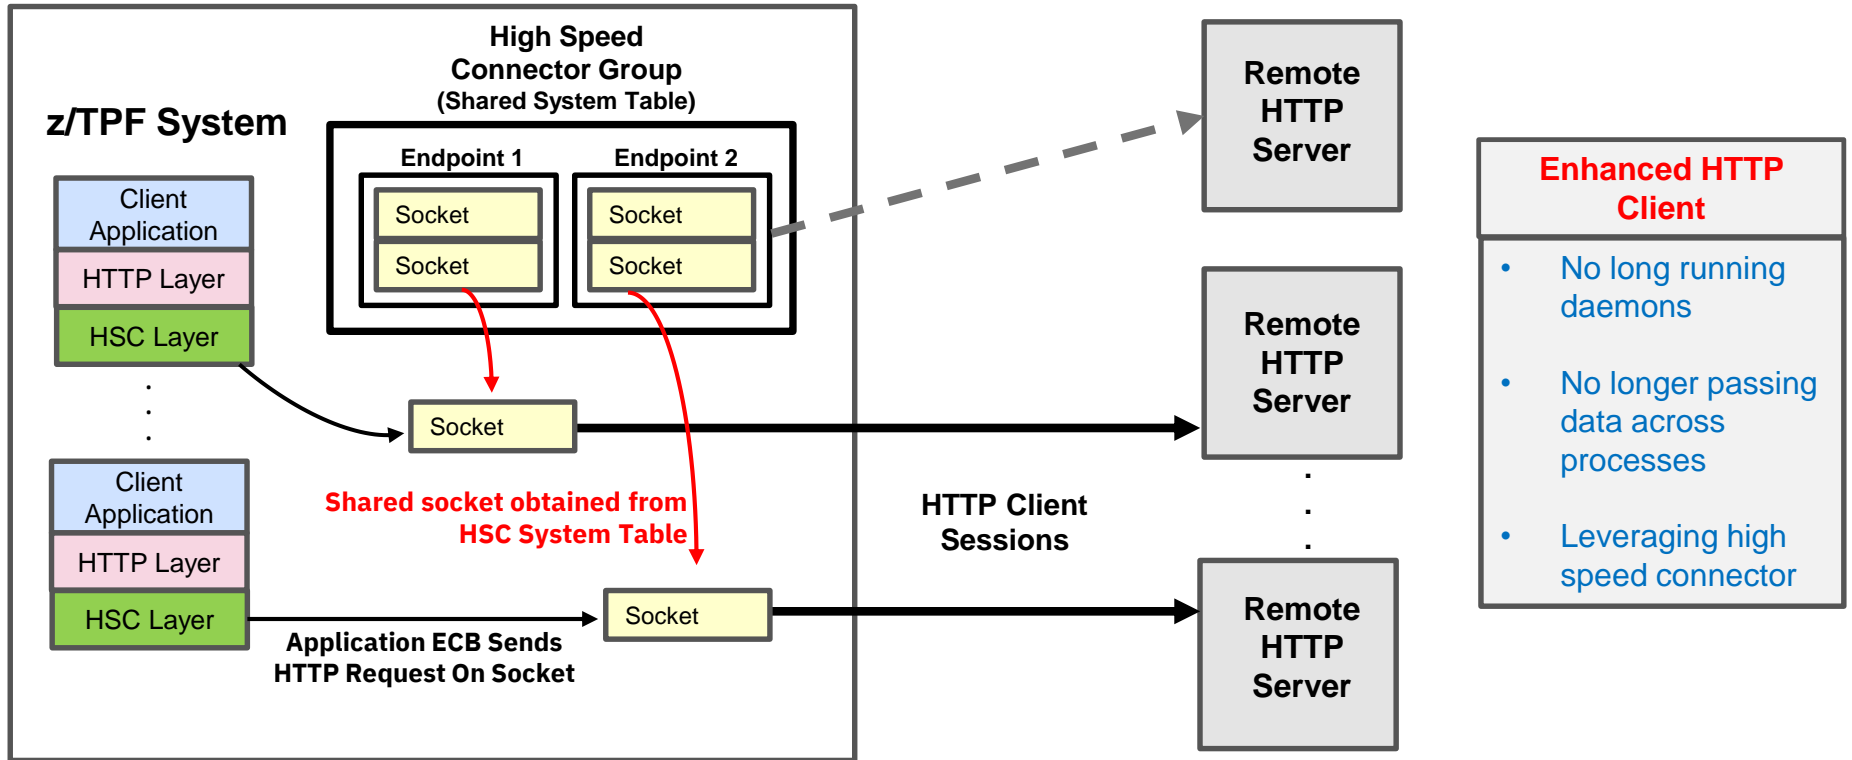 High Speed
Connector Group
(Shared System Table)
z/TPF System
Endpoint 1
Endpoint 2
Socket
Socket
Socket
Socket
Client
Application
HTTP Layer
HSC Layer
.
.
.
Socket
Client
Application
HTTP Layer
HSC Layer
Shared socket obtained from
HSC System Table
Socket
Application ECB Sends
HTTP Request On Socket
HTTP Client
Sessions
Remote
HTTP
Server
Remote
HTTP
Server
.
.
.
Remote
HTTP
Server
Enhanced HTTP
Client
• No long running
daemons
• No longer passing
data across
processes
• Leveraging high
speed connector